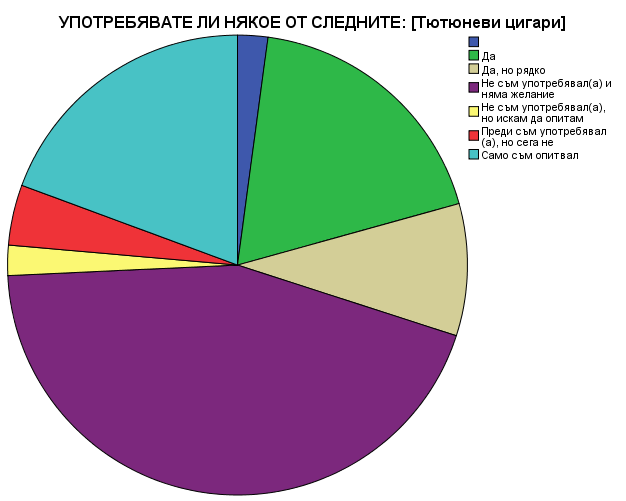 УПОТРЕБЯВАТЕ ЛИ НЯКОЕ ОТ СЛЕДНИТЕ: [Тютюневи цигари]
Да
Да, но рядко
Не съм употребявал(а) и
няма желание
Не съм употребявал(а),
но искам да опитам
Преди съм употребявал
(а), но сега не
Само съм опитвал